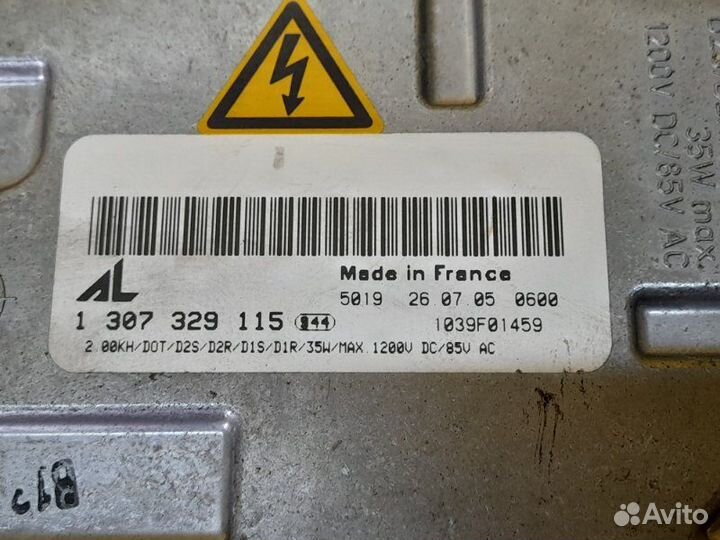 AL
Made in France
5019 26.07.05 0600
1 307 329 115 844
1039F01459
2.00KH/DOT/D2S/D2R/D1S/D1R/35W/MAX.1200V DC/85V AC
35W max.
1200V DC/85V AC
Avito